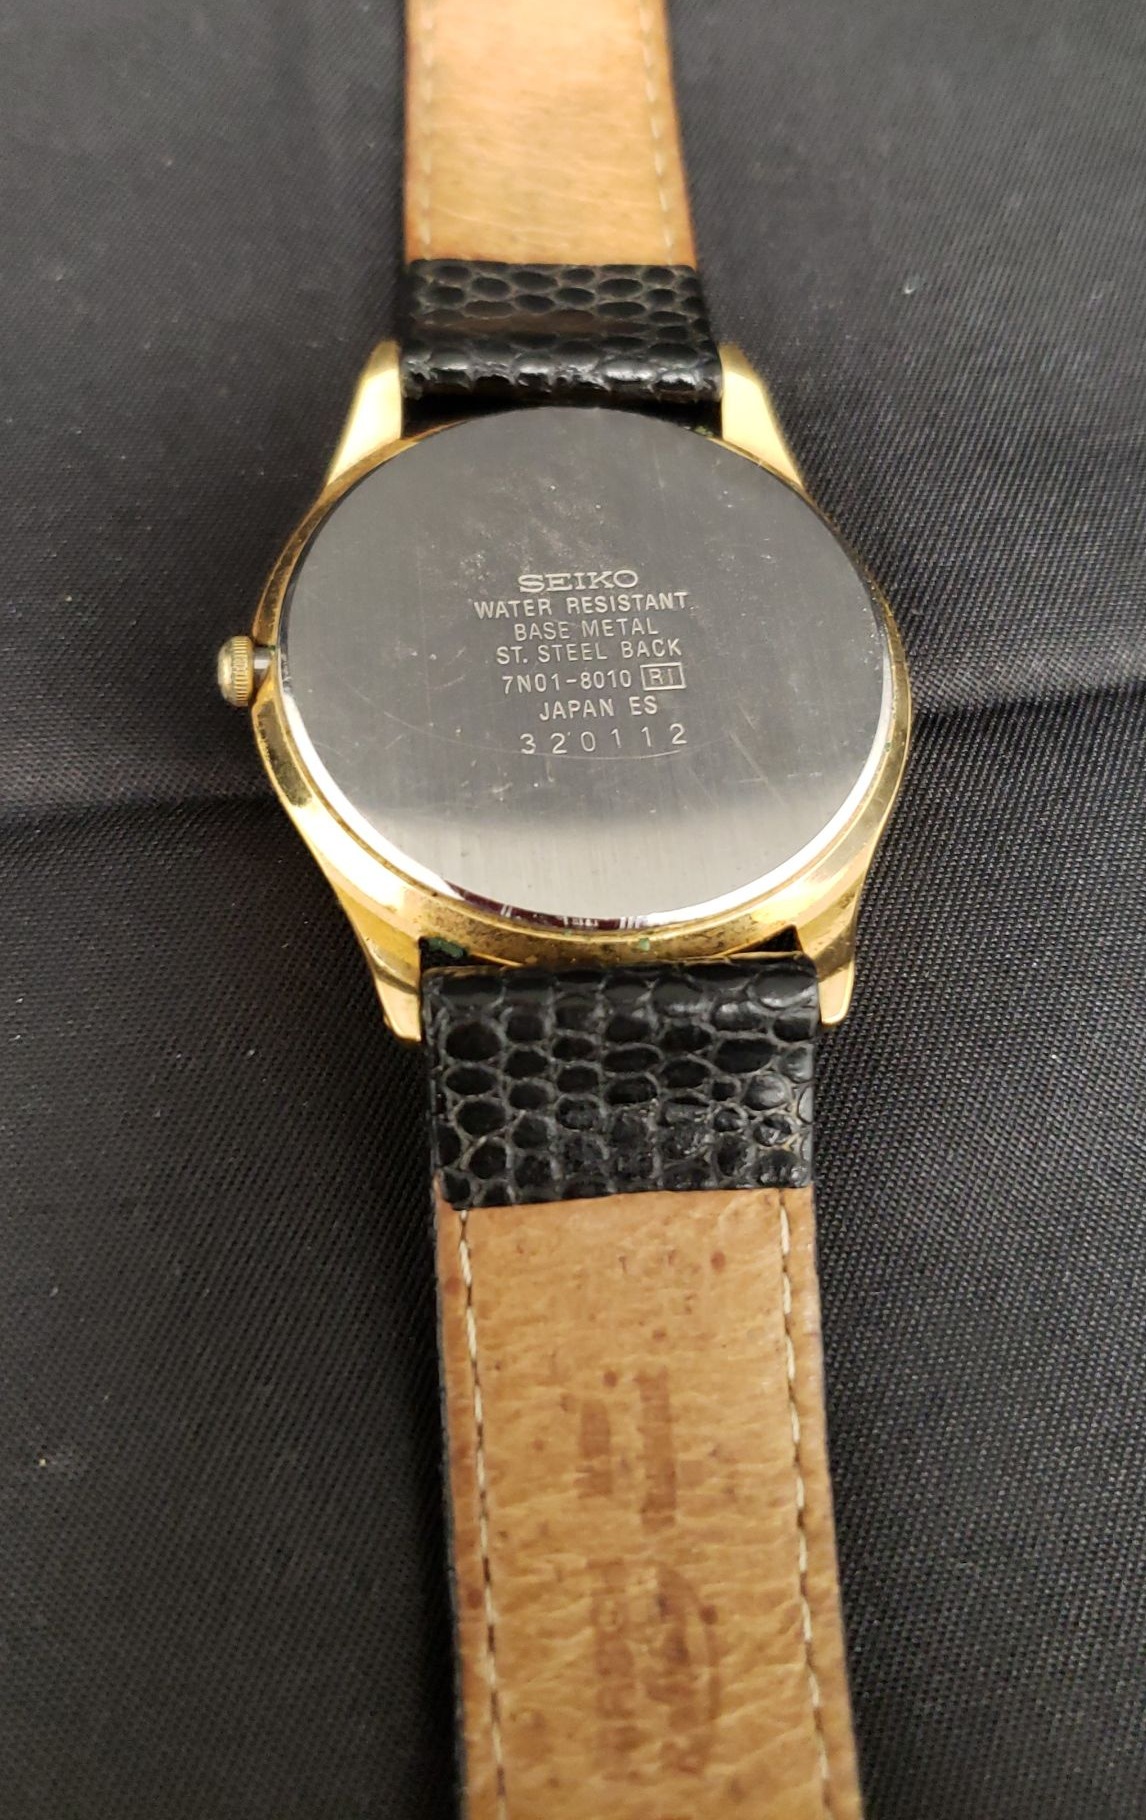 SEIKO
WATER RESISTANT
BASE METAL
ST. STEEL BACK
7N01-8010 R1
JAPAN ES
320112